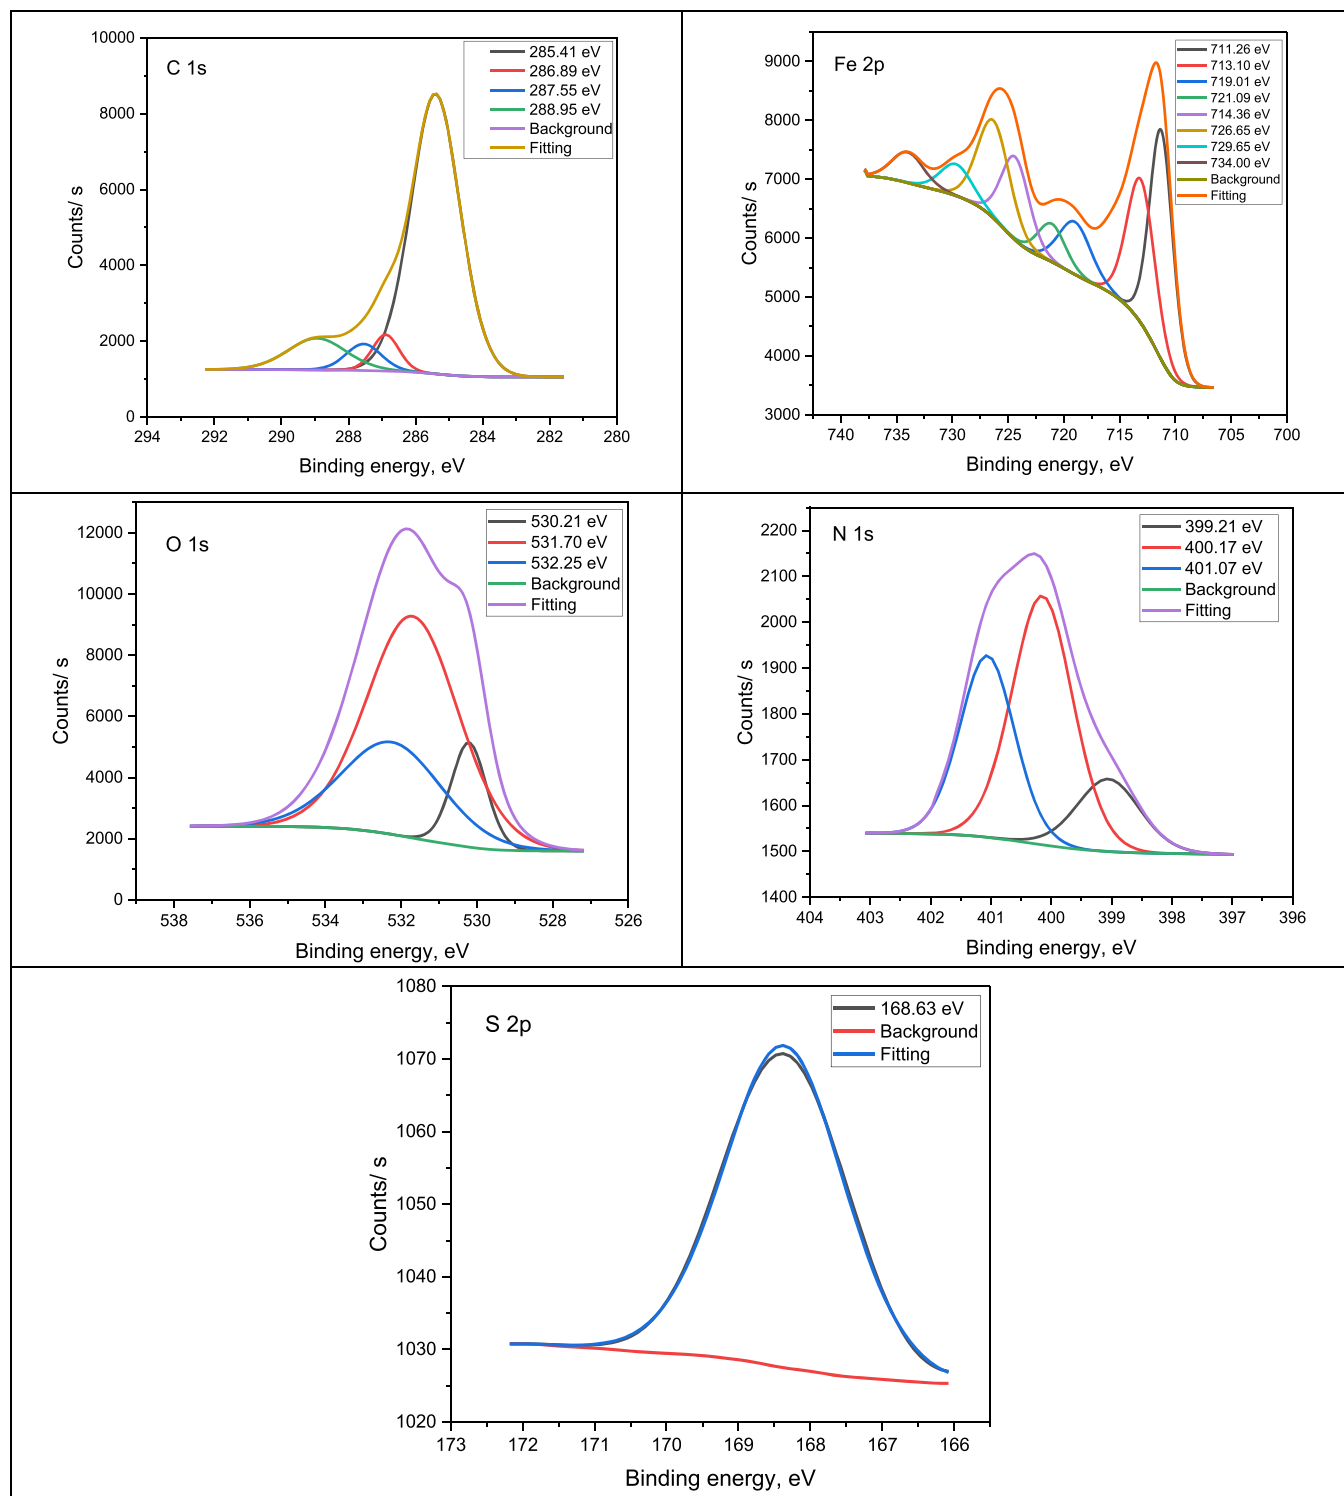 C 1s
285.41 eV
286.89 eV
287.55 eV
288.95 eV
Background
Fitting
10000
8000
6000
4000
2000
0
Counts/ s
294 292 290 288 286 284 282 280
Binding energy, eV
Fe 2p
711.26 eV
713.10 eV
719.01 eV
721.09 eV
714.36 eV
726.65 eV
729.65 eV
734.00 eV
Background
Fitting
9000
8000
7000
6000
5000
4000
3000
Counts/ s
740 735 730 725 720 715 710 705 700
Binding energy, eV
O 1s
530.21 eV
531.70 eV
532.25 eV
Background
Fitting
12000
10000
8000
6000
4000
2000
0
Counts/ s
538 536 534 532 530 528 526
Binding energy, eV
N 1s
399.21 eV
400.17 eV
401.07 eV
Background
Fitting
2200
2100
2000
1900
1800
1700
1600
1500
1400
Counts/ s
404 403 402 401 400 399 398 397 396
Binding energy, eV
S 2p
168.63 eV
Background
Fitting
1080
1070
1060
1050
1040
1030
1020
Counts/ s
173 172 171 170 169 168 167 166
Binding energy, eV